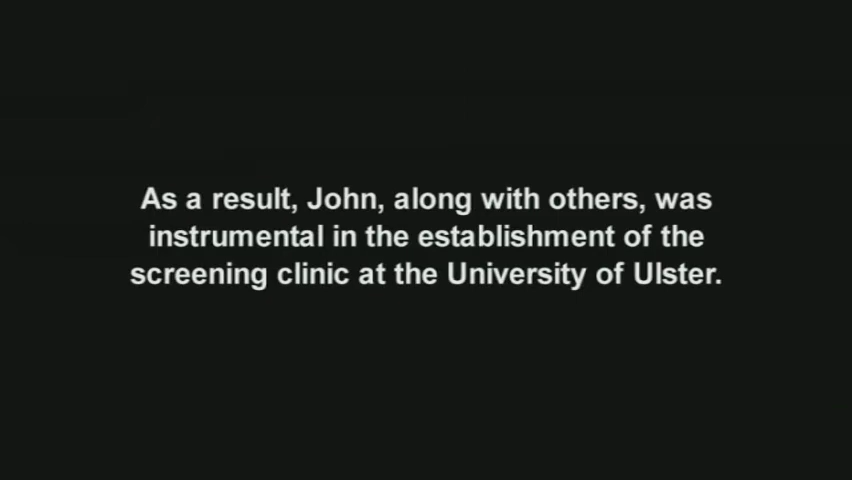 As a result, John, along with others, was
instrumental in the establishment of the
screening clinic at the University of Ulster.